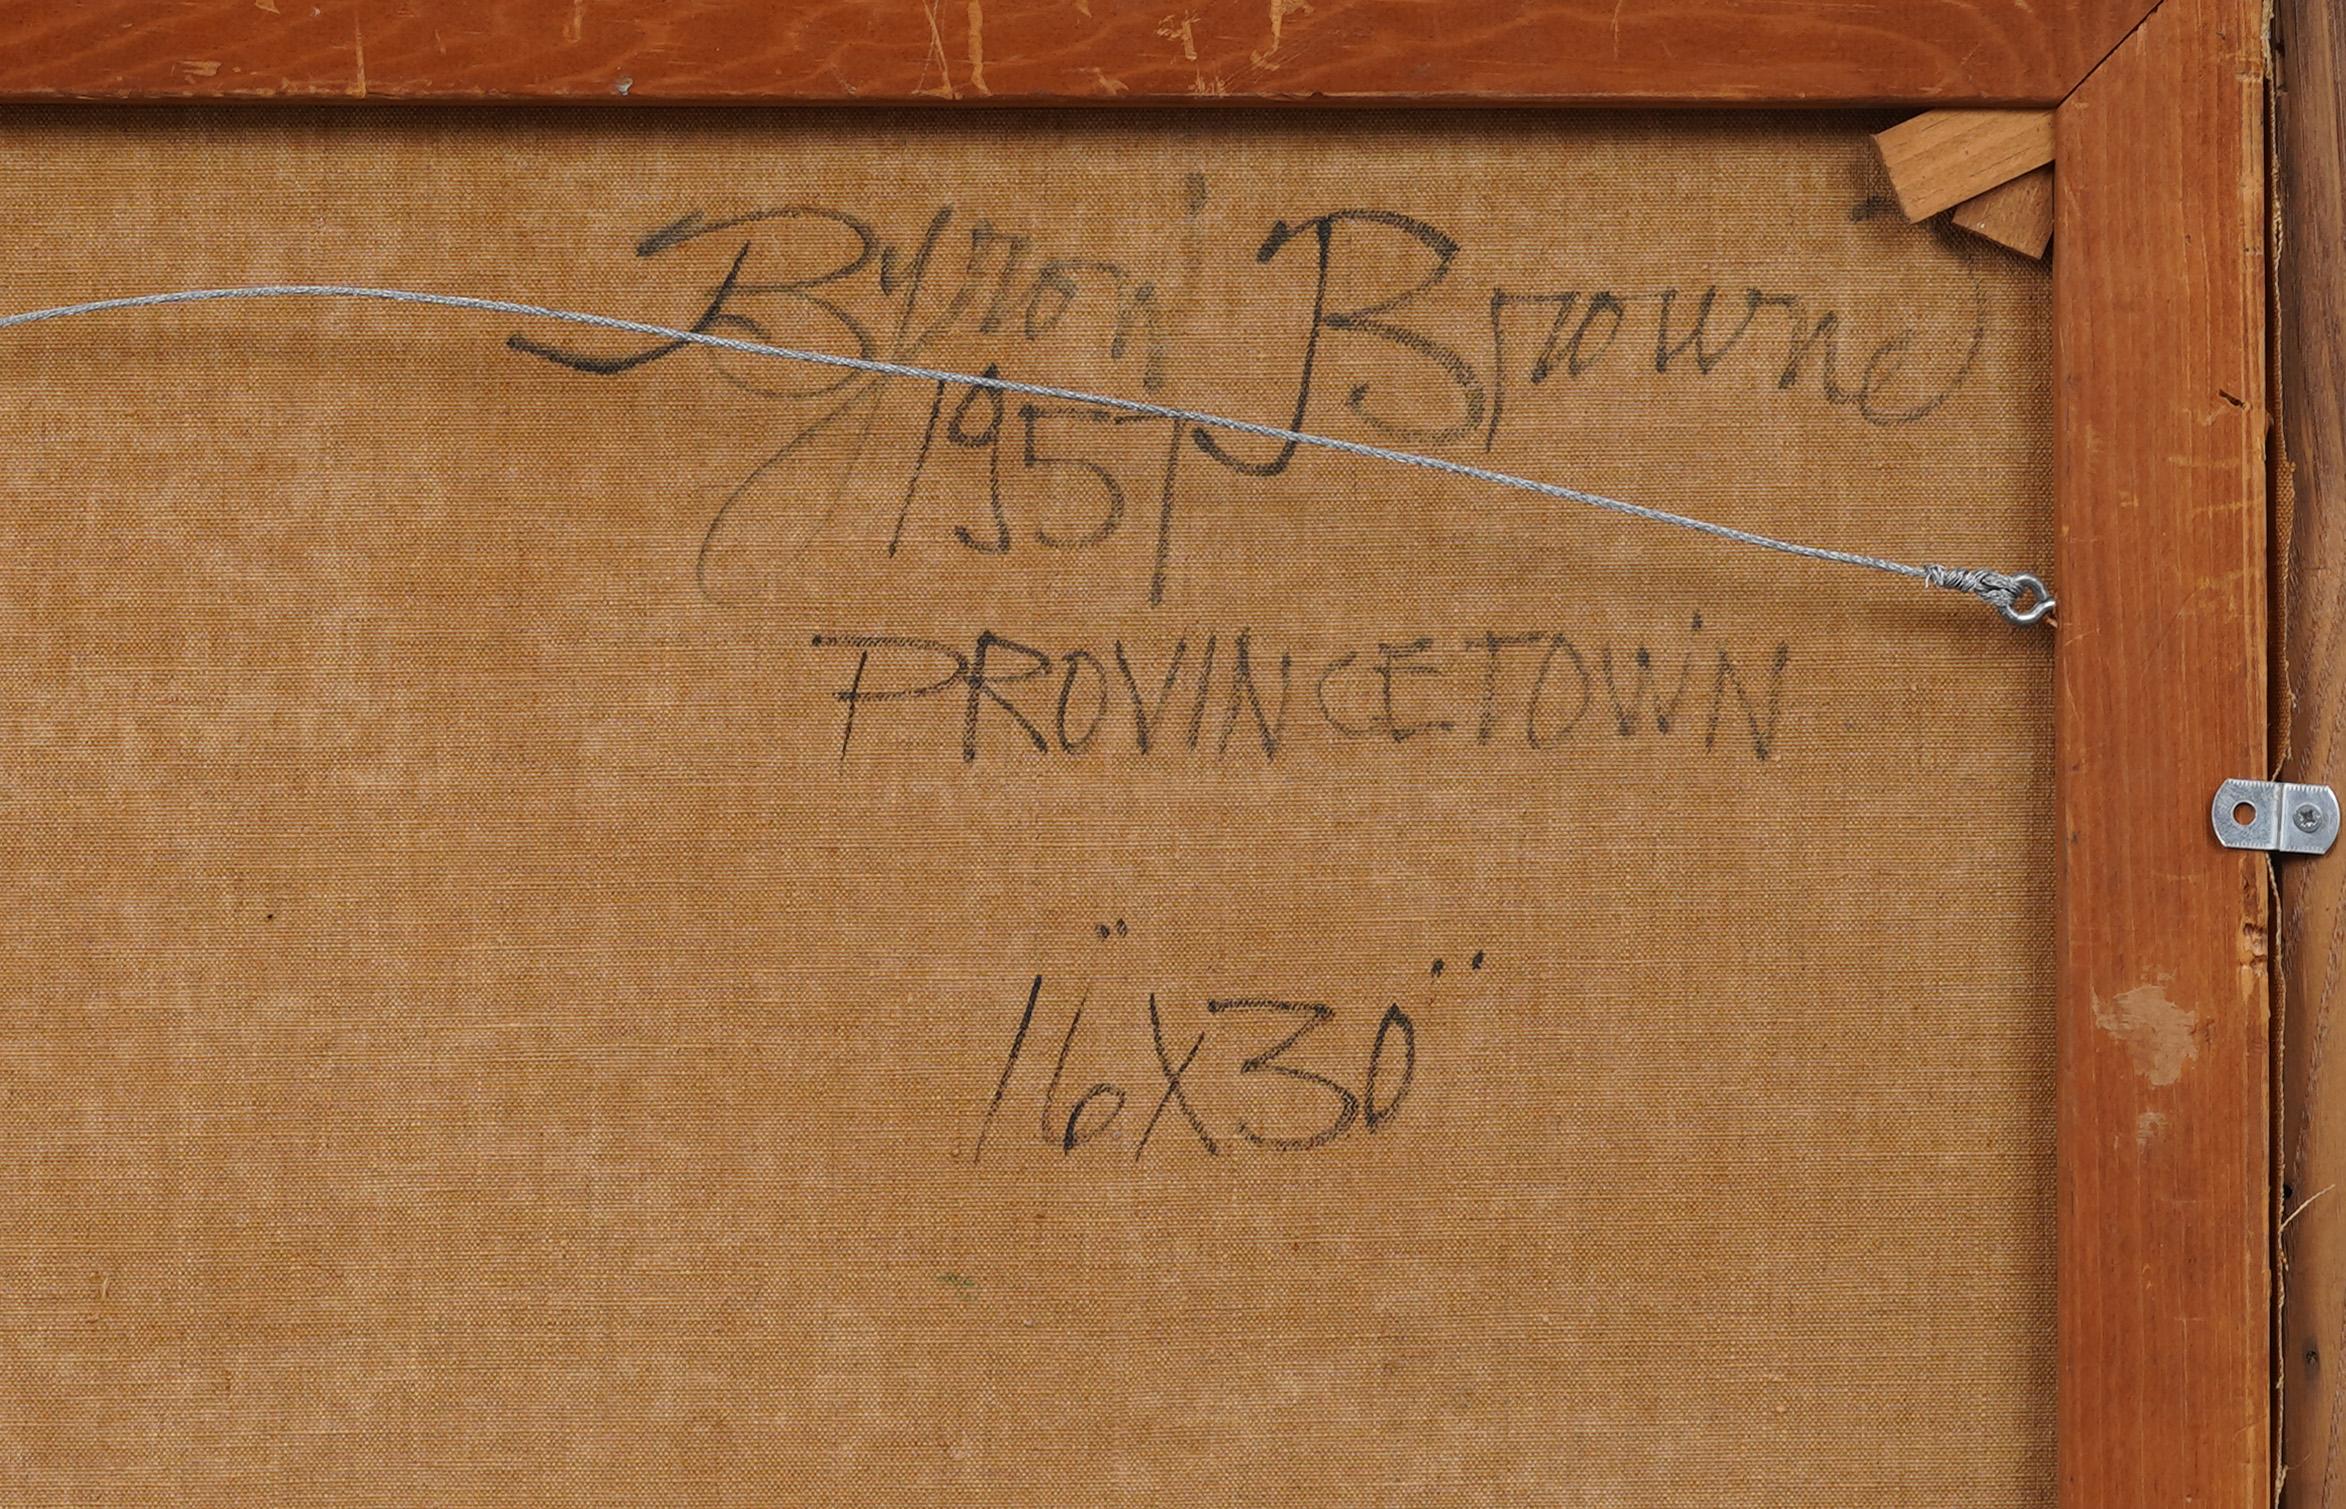 Byron Browne
1957
PROVINCETOWN
16"X30"